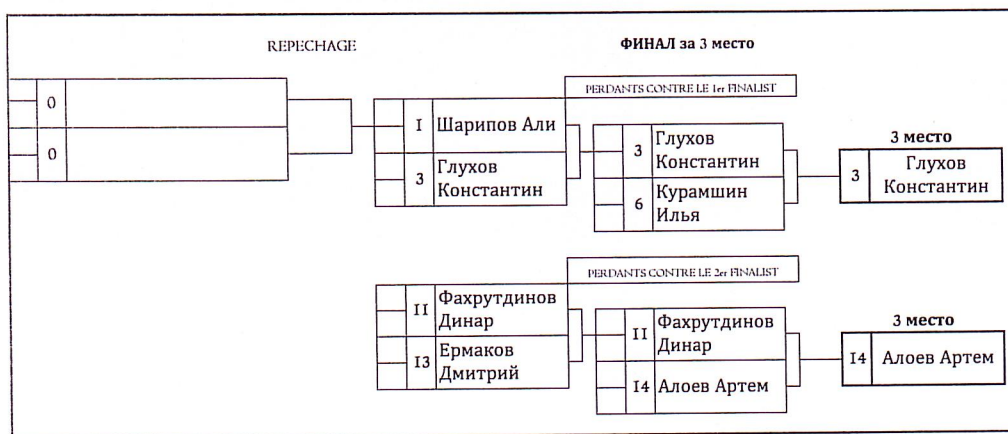 REPECHAGE
ФИНАЛ за 3 место
0
0
PERDANTS CONTRE LE 1er FINALIST
I Шарипов Али
3 Глухов
Константин
3 Глухов
Константин
6 Курамшин
Илья
3 место
3 Глухов
Константин
PERDANTS CONTRE LE 2er FINALIST
II Фахрутдинов
Динар
I3 Ермаков
Дмитрий
II Фахрутдинов
Динар
I4 Алоев Артем
3 место
I4 Алоев Артем